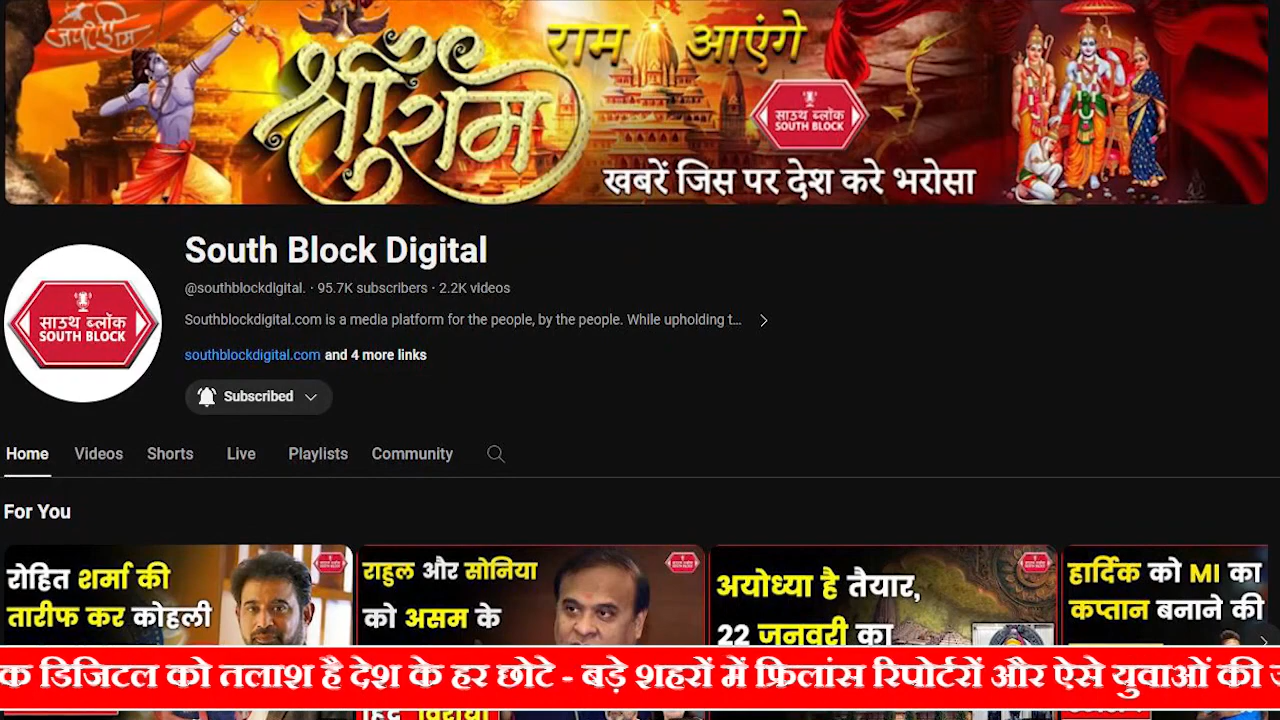 जय श्री राम
श्री राम
राम आएंगे
साउथ ब्लॉक
SOUTH BLOCK
खबरें जिस पर देश करे भरोसा
साउथ ब्लॉक
SOUTH BLOCK
South Block Digital
@southblockdigital. · 95.7K subscribers · 2.2K videos
Southblockdigital.com is a media platform for the people, by the people. While upholding t...
southblockdigital.com and 4 more links
Subscribed
Home Videos Shorts Live Playlists Community
For You
रोहित शर्मा की
तारीफ कर कोहली
राहुल और सोनिया
को असम के
अयोध्या है तैयार,
22 जनवरी का
हार्दिक को MI का
कप्तान बनाने की
क डिजिटल को तलाश है देश के हर छोटे - बड़े शहरों में फ्रिलांस रिपोर्टरों और ऐसे युवाओं की